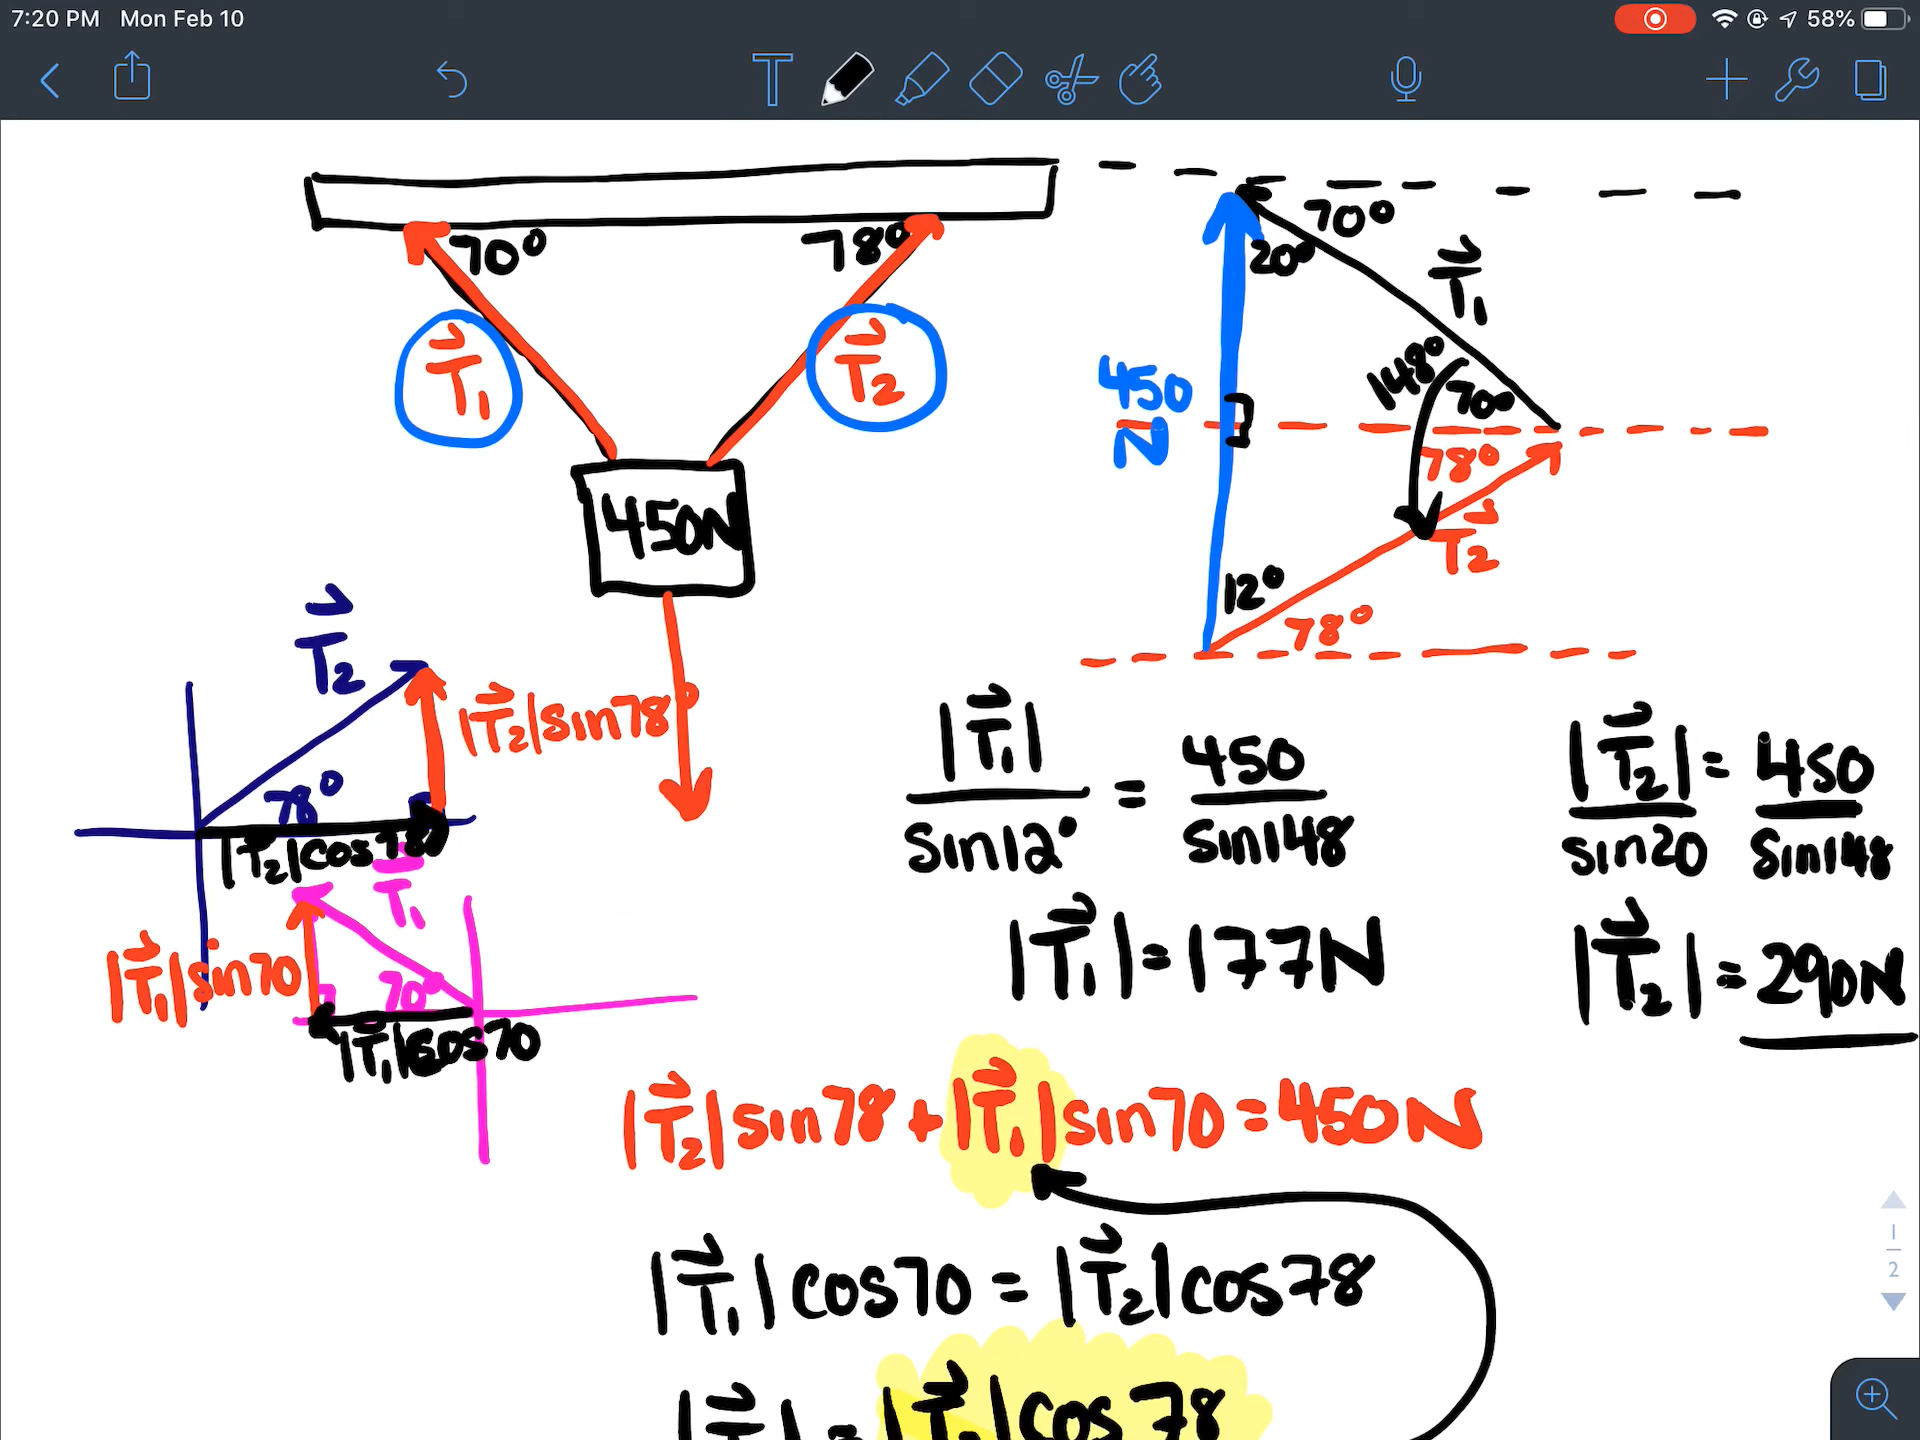 7:20 PM Mon Feb 10
58%
T
70°
78°
T₁
T₂
450N
70°
20°
T₁
148°
70°
450
N
78°
T₂
12°
78°
T₂
|T₂|sin78°
78°
|T₂|cos78
T₁
|T₁|sin70
70°
|T₁|cos70
|T₁| / sin12° = 450 / sin148
|T₁| = 177N
|T₂| / sin20 = 450 / sin148
|T₂| = 290N
|T₂|sin78 + |T₁|sin70 = 450N
|T₁|cos70 = |T₂|cos78
= cos 78
1
2